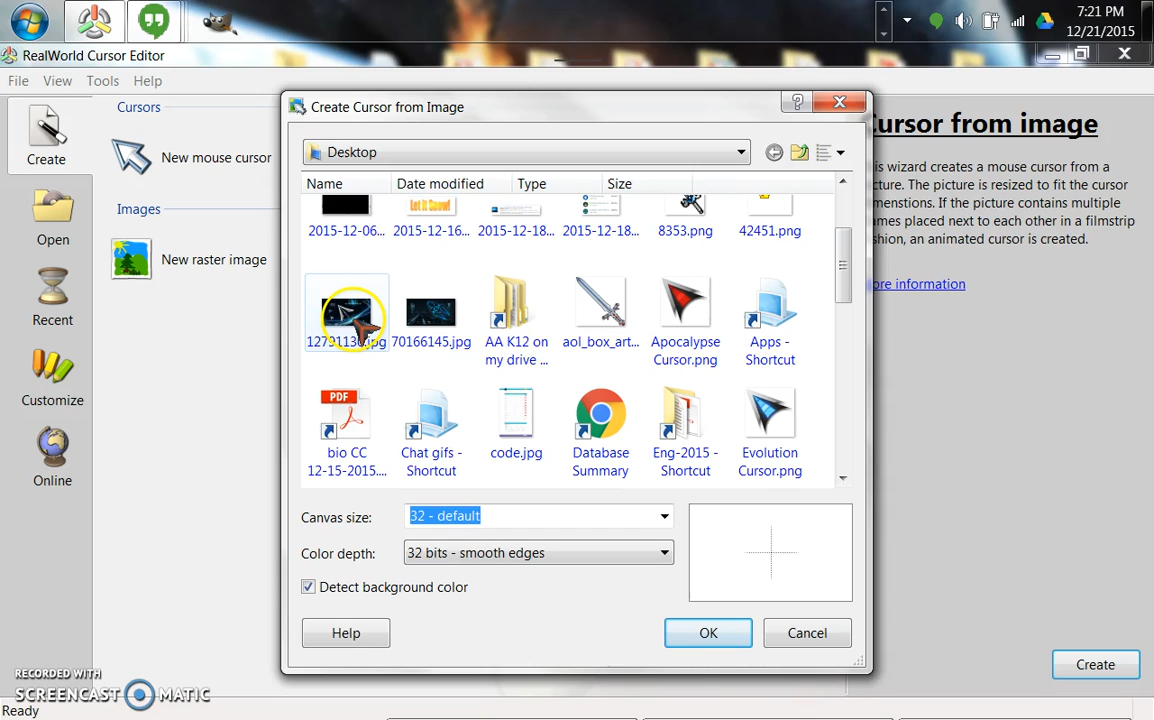 7:21 PM
12/21/2015
RealWorld Cursor Editor
File View Tools Help
Create
Open
Recent
Customize
Online
Cursors
New mouse cursor
Images
New raster image
Create Cursor from Image
Desktop
Name Date modified Type Size
Let It Snow!
2015-12-06... 2015-12-16... 2015-12-18... 2015-12-18... 8353.png 42451.png
70166145.jpg
AA K12 on
my drive ...
aol_box_art...
Apocalypse
Cursor.png
Apps -
Shortcut
PDF
bio CC
12-15-2015....
Chat gifs -
Shortcut
code.jpg
Database
Summary
Eng-2015 -
Shortcut
Evolution
Cursor.png
Canvas size: 32 - default
Color depth: 32 bits - smooth edges
Detect background color
Help OK Cancel
Cursor from image
is wizard creates a mouse cursor from a
cture. The picture is resized to fit the cursor
menstions. If the picture contains multiple
ames placed next to each other in a filmstrip
shion, an animated cursor is created.
ore information
Create
RECORDED WITH
SCREENCAST MATIC
Ready